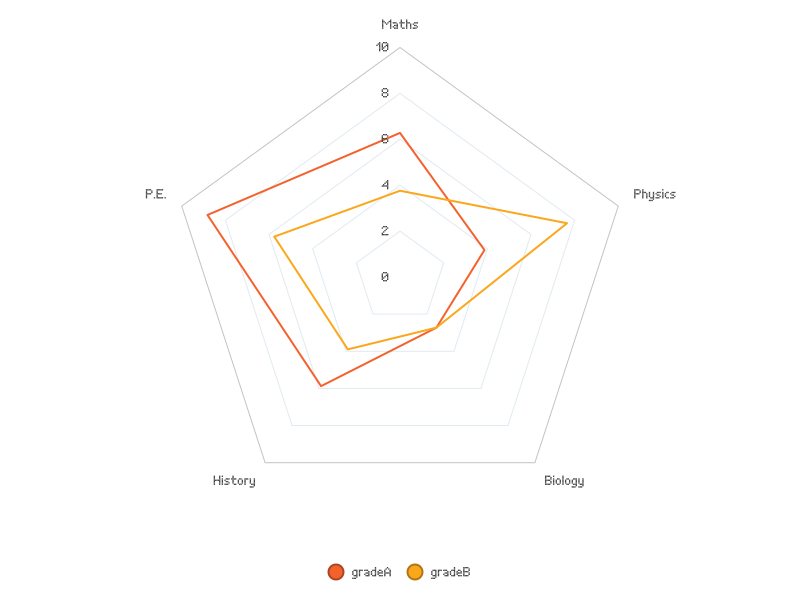 Maths
10
8
6
4
2
0
P.E.
Physics
History
Biology
gradeA
gradeB